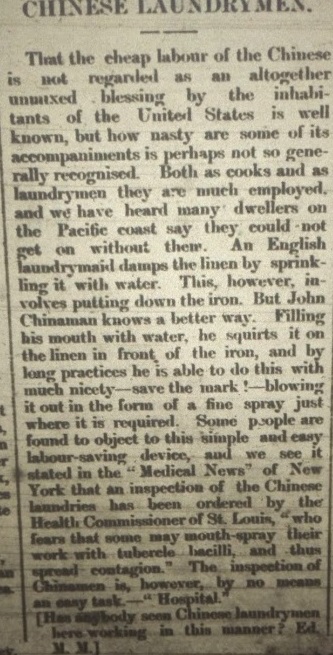 CHINESE LAUNDRYMEN.
That the cheap labour of the Chinese
is not regarded as an altogether
unmixed blessing by the inhabi-
tants of the United States is well
known, but how nasty are some of its
accompaniments is perhaps not so gene-
rally recognised. Both as cooks and as
laundrymen they are much employed,
and we have heard many dwellers on
the Pacific coast say they could not
get on without them. An English
laundrymaid damps the linen by sprink-
ling it with water. This, however, in-
volves putting down the iron. But John
Chinaman knows a better way. Filling
his mouth with water, he squirts it on
the linen in front of the iron, and by
long practices he is able to do this with
much nicety—save the mark!—blowing
it out in the form of a fine spray just
where it is required. Some people are
found to object to this simple and easy
labour-saving device, and we see it
stated in the "Medical News" of New
York that an inspection of the Chinese
laundries has been ordered by the
Health Commissioner of St. Louis, "who
fears that some may mouth-spray their
work with tubercle bacilli, and thus
spread contagion." The inspection of
Chinamen is, however, by no means
an easy task.—"Hospital."
[Has anybody seen Chinese laundrymen
here working in this manner? Ed.
M. M.]